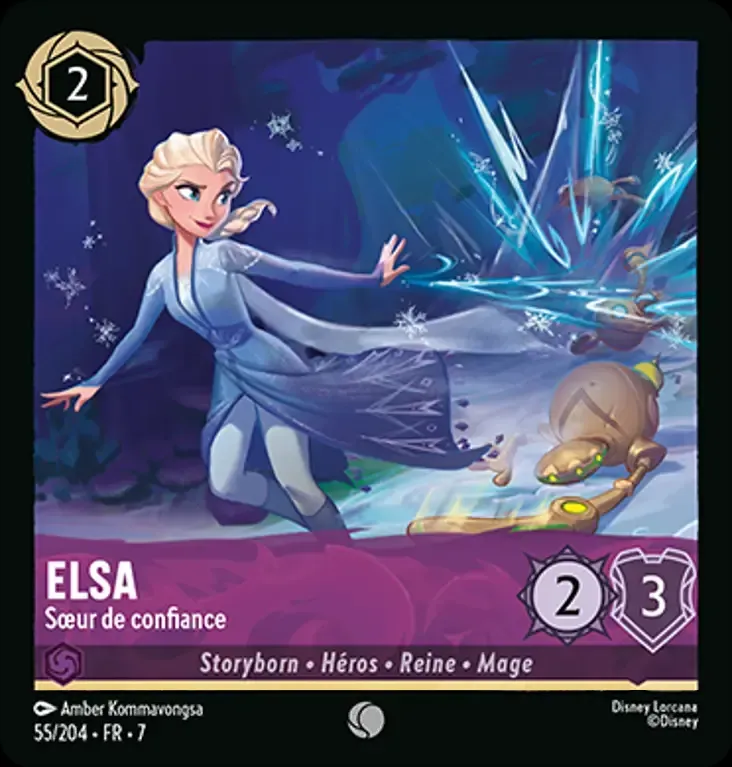 2
ELSA
Sœur de confiance
2
3
Storyborn • Héros • Reine • Mage
Amber Kommavongsa
55/204 • FR • 7
Disney Lorcana
©Disney